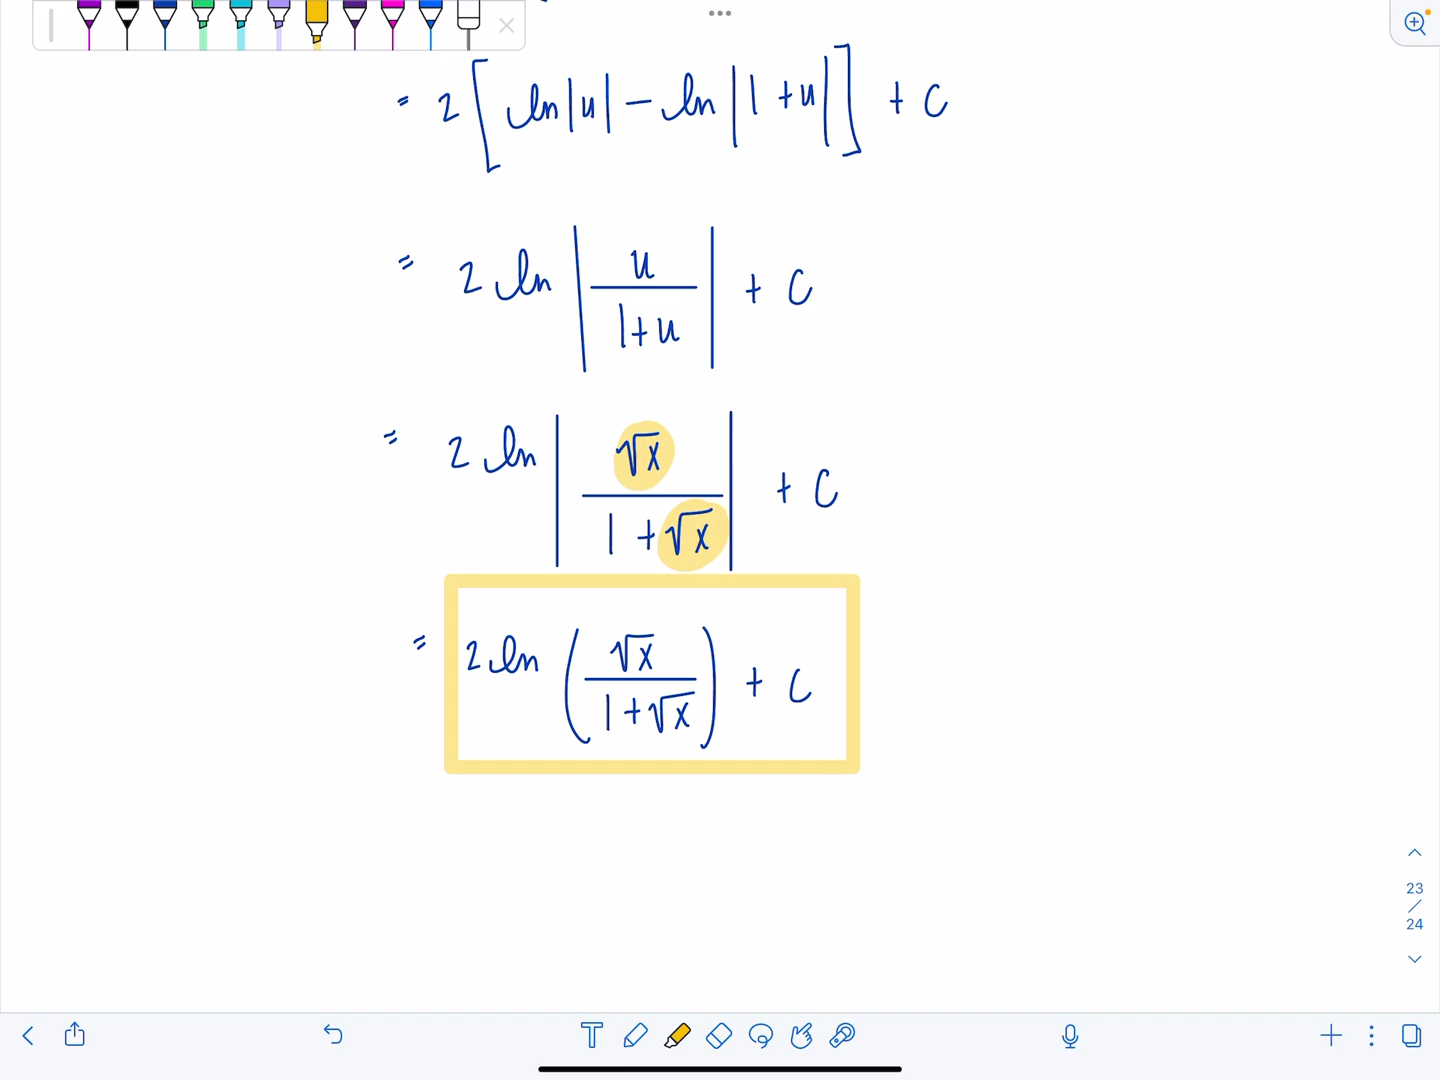 = 2[ln|u| - ln|1+u|] + C
= 2 ln |u/(1+u)| + C
= 2 ln |√x/(1+√x)| + C
= 2 ln (√x/(1+√x)) + C
23
/
24
T